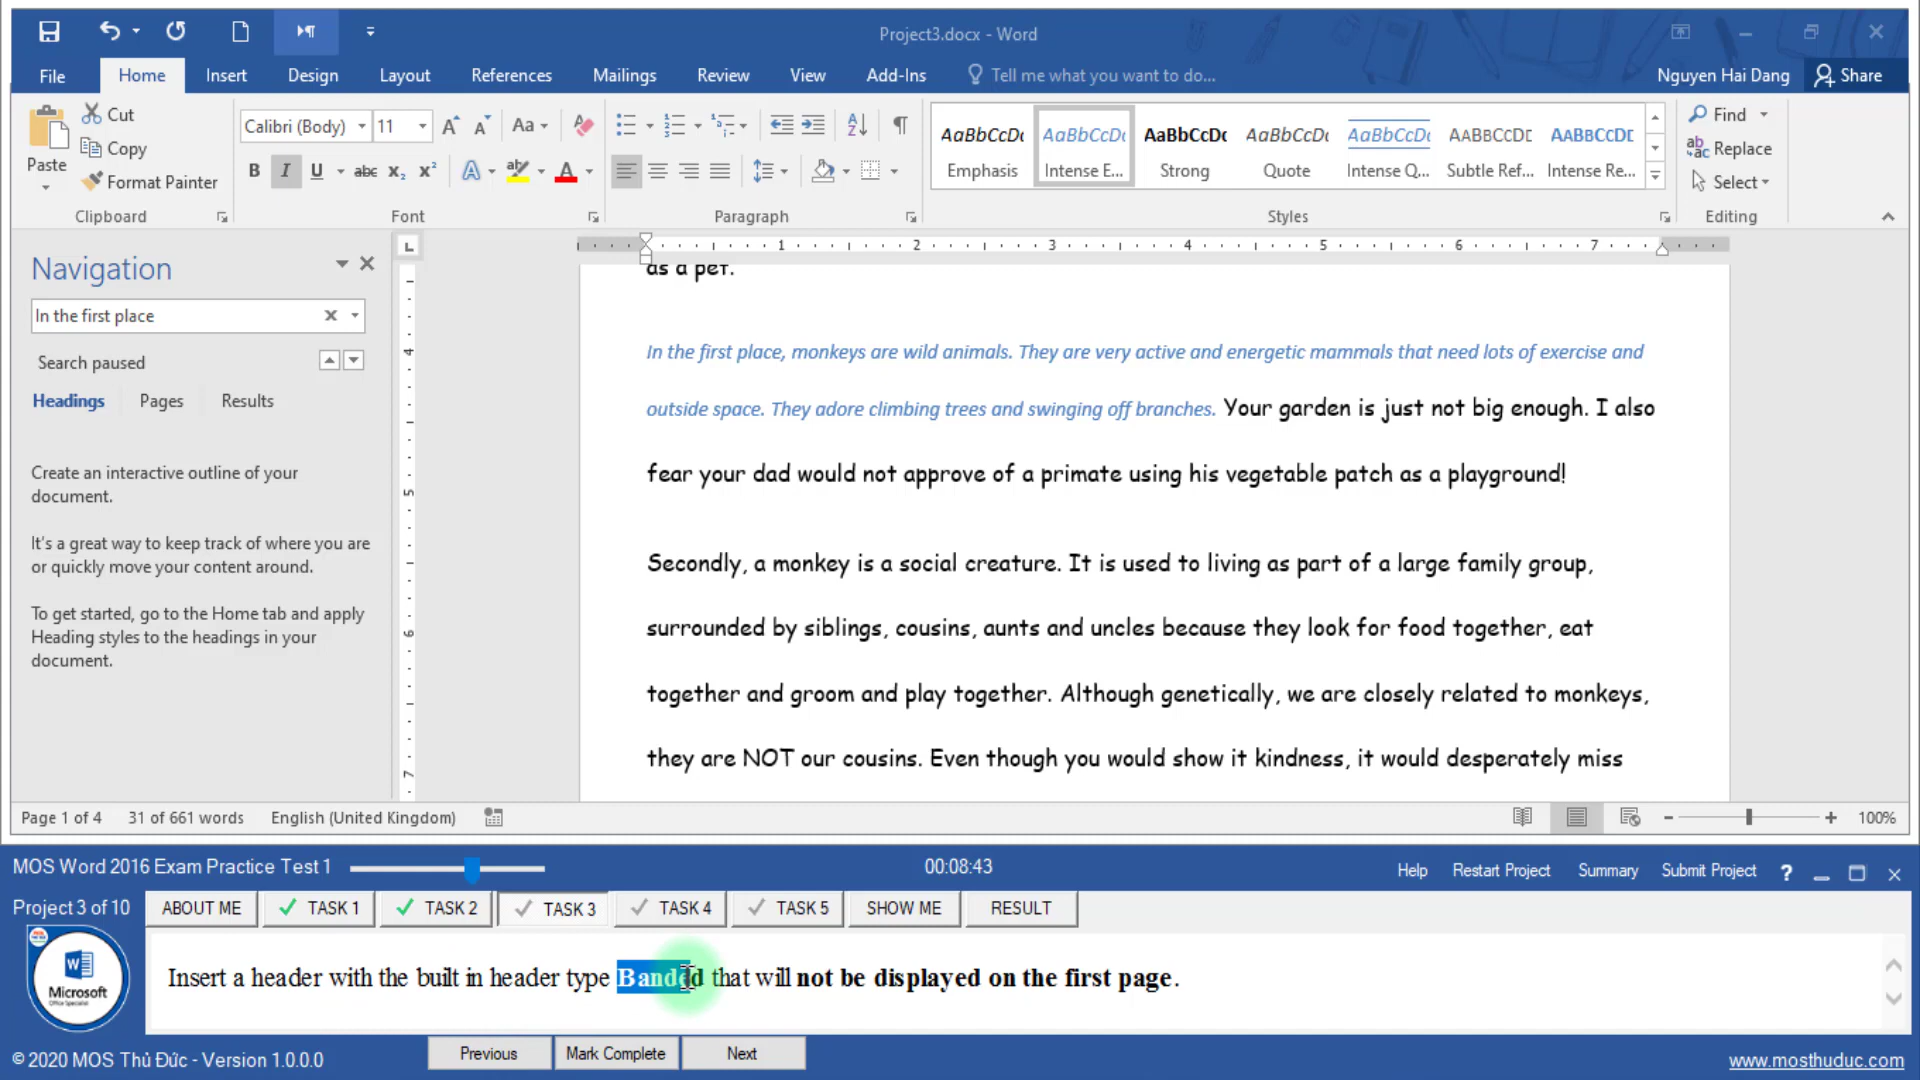 Project3.docx - Word
File Home Insert Design Layout References Mailings Review View Add-Ins Tell me what you want to do... Nguyen Hai Dang Share
Paste
Cut
Copy
Format Painter
Clipboard
Calibri (Body) 11
Font
Paragraph
AaBbCcDc AaBbCcDc AaBbCcDc AaBbCcDc AaBbCcDc AABBCCDE AABBCCDE
Emphasis Intense E... Strong Quote Intense Q... Subtle Ref... Intense Re...
Styles
Find
Replace
Select
Editing
Navigation
In the first place
Search paused
Headings Pages Results
Create an interactive outline of your
document.
It's a great way to keep track of where you are
or quickly move your content around.
To get started, go to the Home tab and apply
Heading styles to the headings in your
document.
1 2 3 4 5 6 7
4
5
6
7
as a pet.
In the first place, monkeys are wild animals. They are very active and energetic mammals that need lots of exercise and
outside space. They adore climbing trees and swinging off branches. Your garden is just not big enough. I also
fear your dad would not approve of a primate using his vegetable patch as a playground!
Secondly, a monkey is a social creature. It is used to living as part of a large family group,
surrounded by siblings, cousins, aunts and uncles because they look for food together, eat
together and groom and play together. Although genetically, we are closely related to monkeys,
they are NOT our cousins. Even though you would show it kindness, it would desperately miss
Page 1 of 4 31 of 661 words English (United Kingdom) 100%
MOS Word 2016 Exam Practice Test 1 00:08:43 Help Restart Project Summary Submit Project ?
Project 3 of 10 ABOUT ME TASK 1 TASK 2 TASK 3 TASK 4 TASK 5 SHOW ME RESULT
Microsoft
Insert a header with the built in header type Banded that will not be displayed on the first page.
Previous Mark Complete Next
© 2020 MOS Thủ Đức - Version 1.0.0.0
www.mosthuduc.com